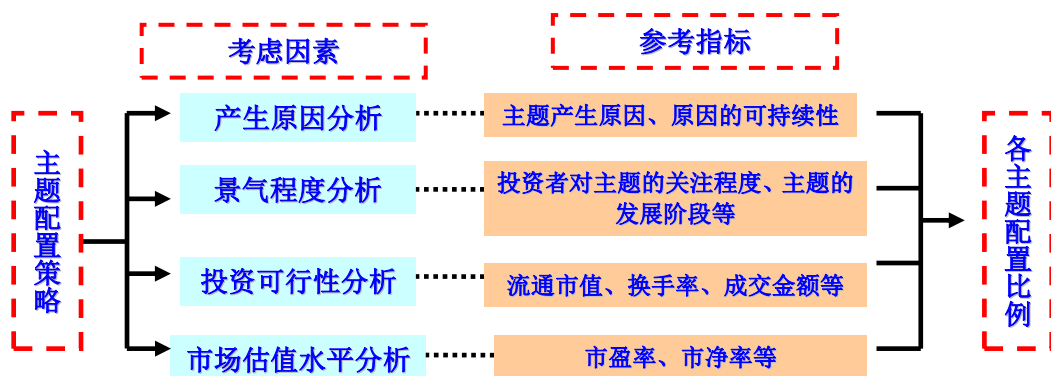 考虑因素
参考指标
主题配置策略
产生原因分析
主题产生原因、原因的可持续性
景气程度分析
投资者对主题的关注程度、主题的
发展阶段等
投资可行性分析
流通市值、换手率、成交金额等
市场估值水平分析
市盈率、市净率等
各主题配置比例